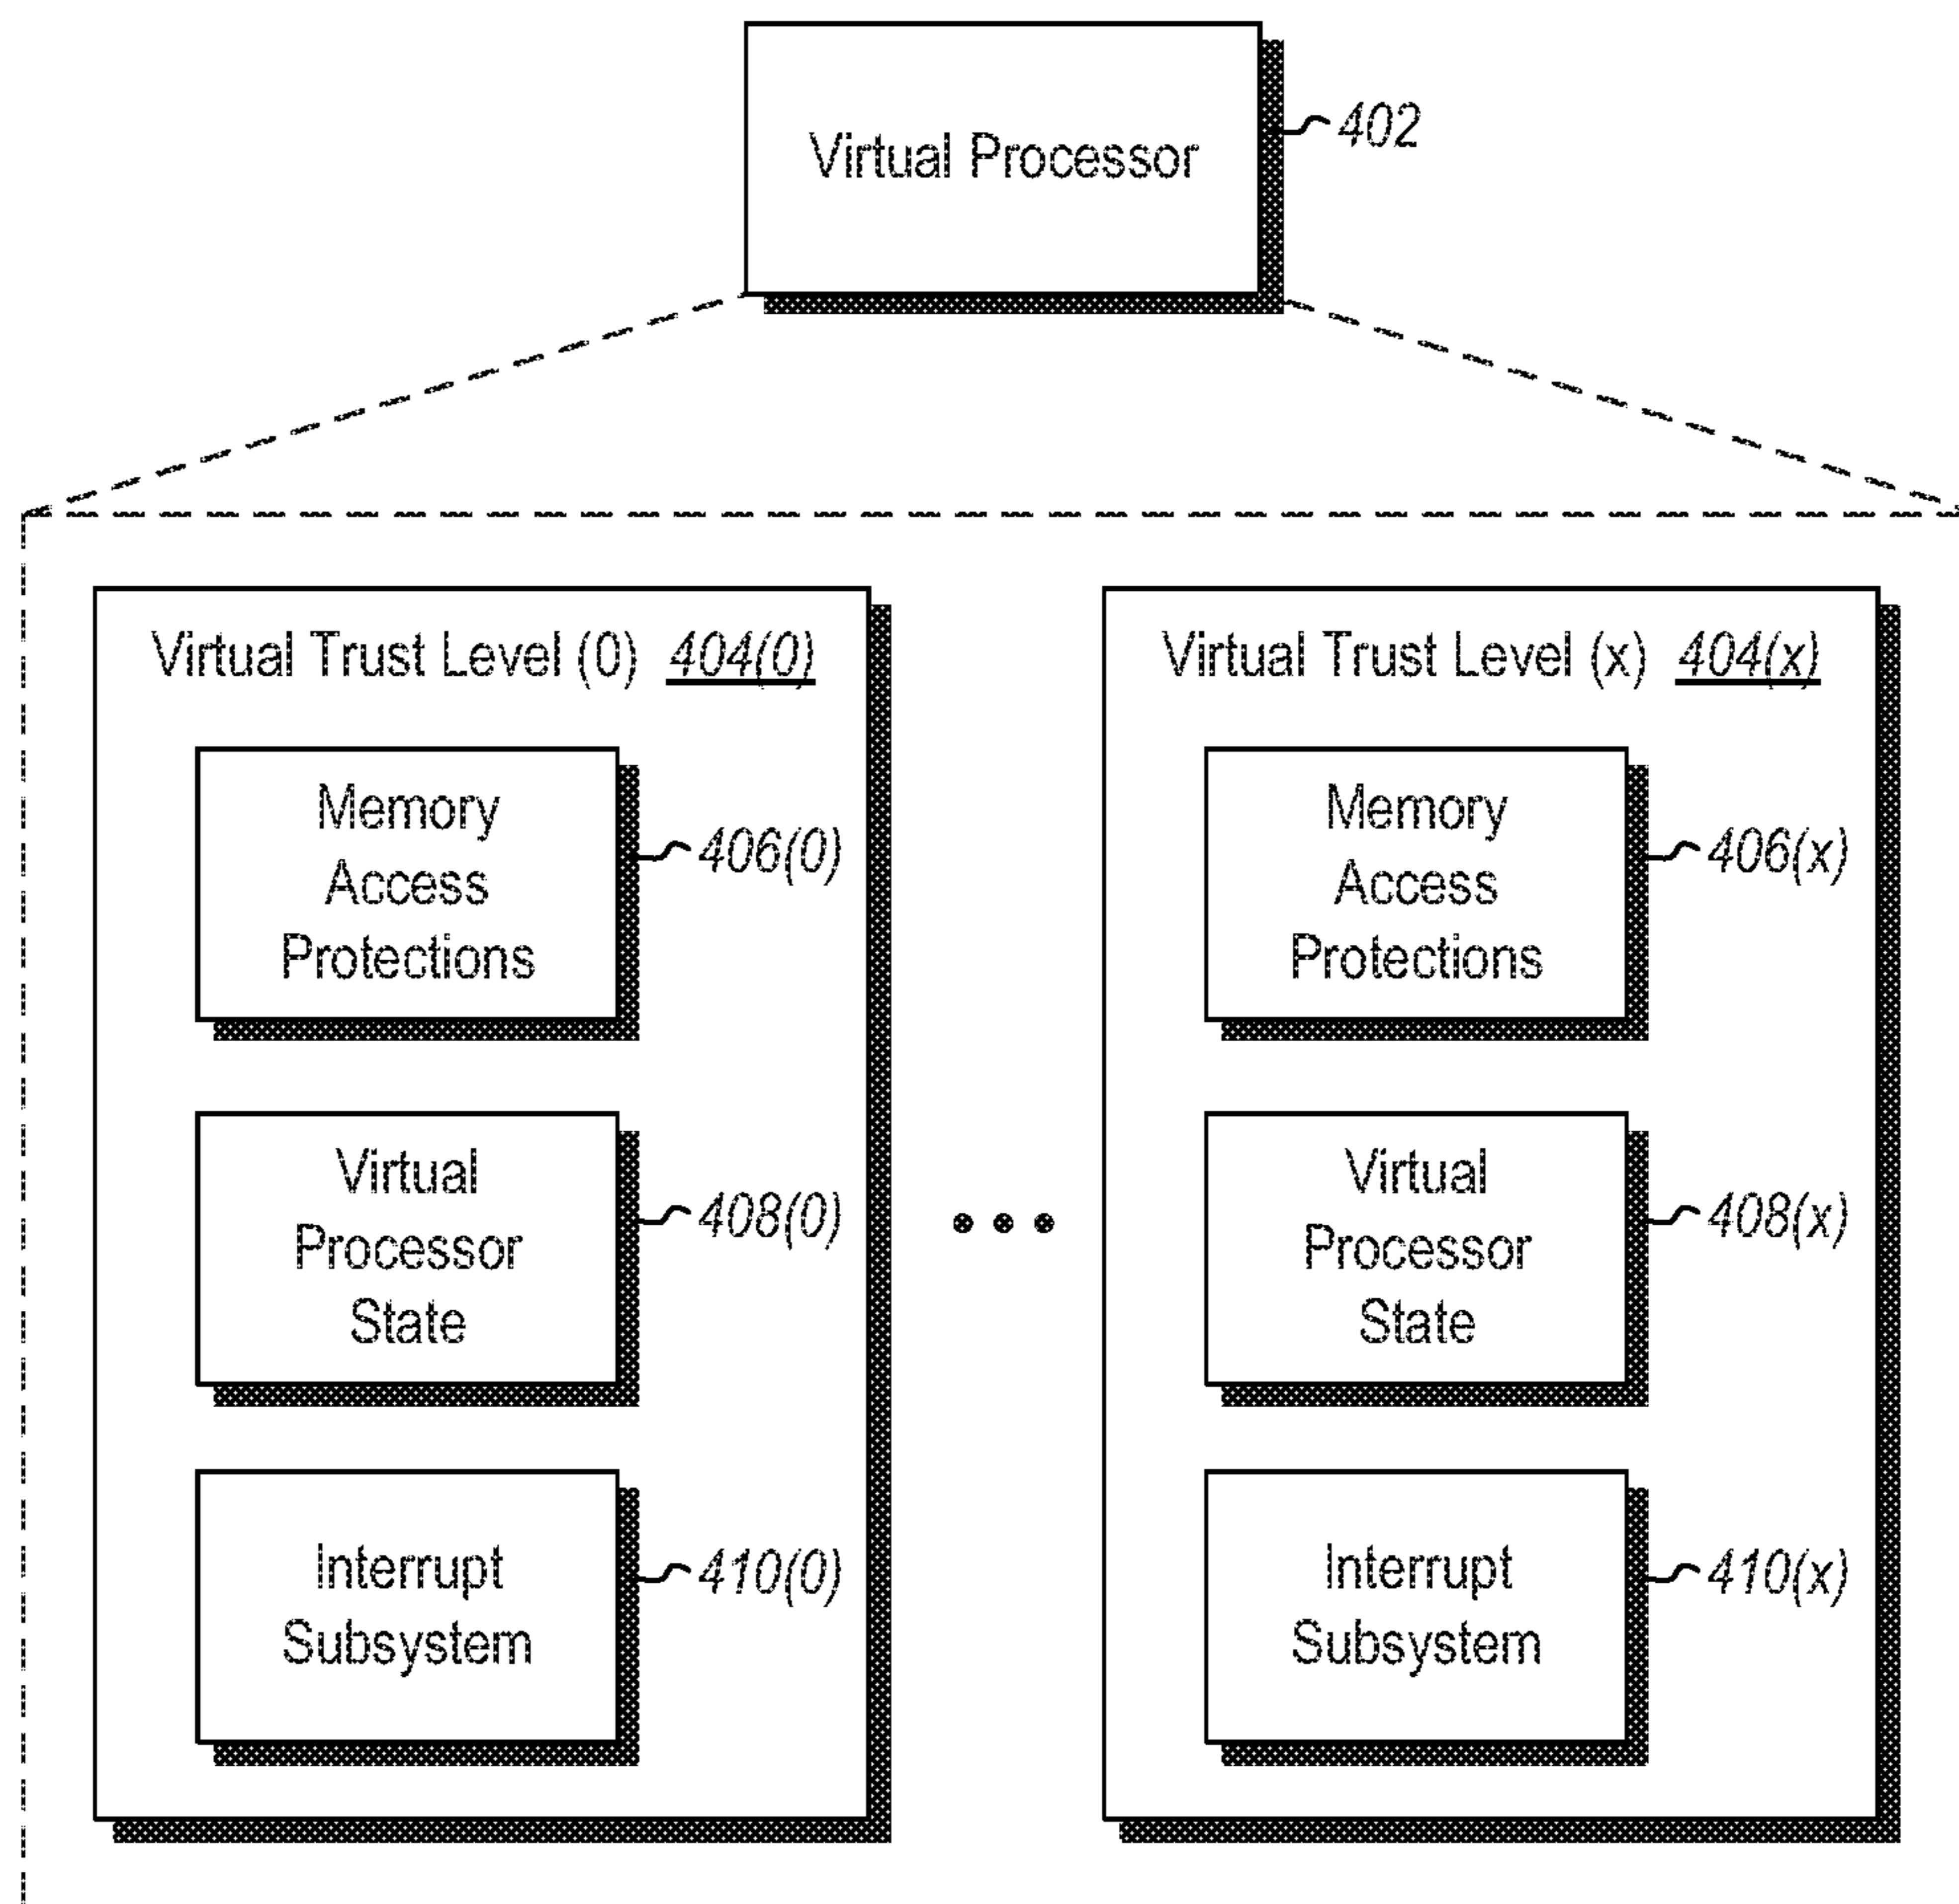 Virtual Processor
402
Virtual Trust Level (0) 404(0)
Memory
Access
Protections
406(0)
Virtual
Processor
State
408(0)
Interrupt
Subsystem
410(0)
Virtual Trust Level (x) 404(x)
Memory
Access
Protections
406(x)
Virtual
Processor
State
408(x)
Interrupt
Subsystem
410(x)